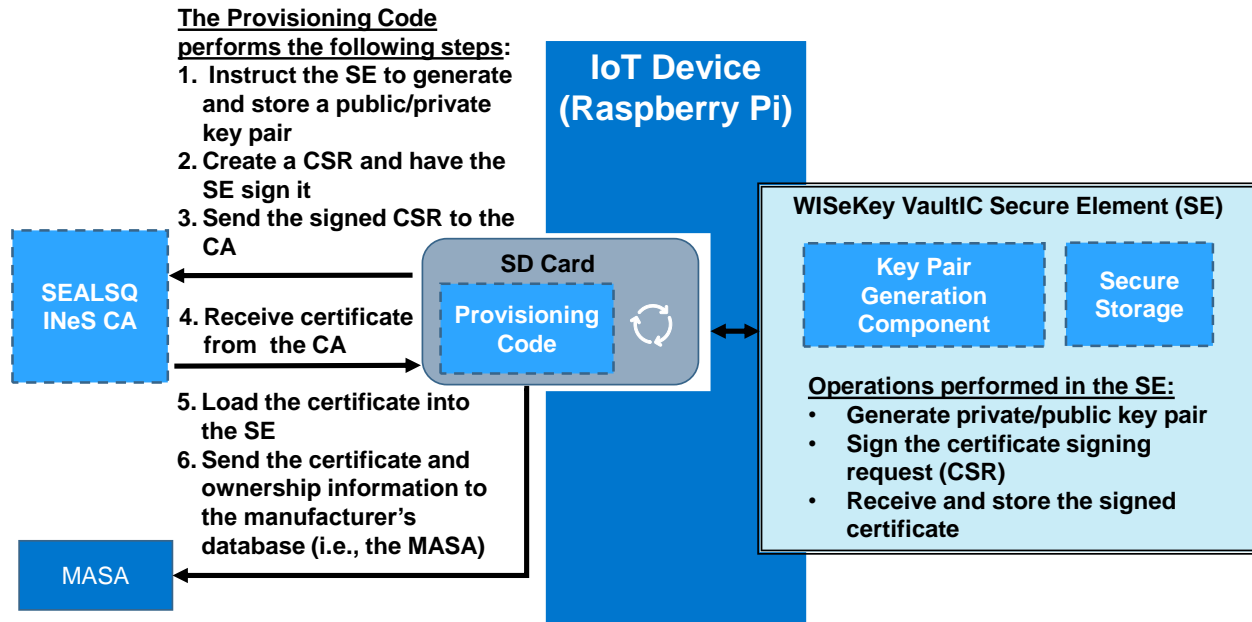 The Provisioning Code
performs the following steps:
1. Instruct the SE to generate
and store a public/private
key pair
2. Create a CSR and have the
SE sign it
3. Send the signed CSR to the
CA
4. Receive certificate
from the CA
5. Load the certificate into
the SE
6. Send the certificate and
ownership information to
the manufacturer's
database (i.e., the MASA)
SEALSQ
INeS CA
MASA
IoT Device
(Raspberry Pi)
SD Card
Provisioning
Code
WISeKey VaultIC Secure Element (SE)
Key Pair
Generation
Component
Secure
Storage
Operations performed in the SE:
• Generate private/public key pair
• Sign the certificate signing
request (CSR)
• Receive and store the signed
certificate